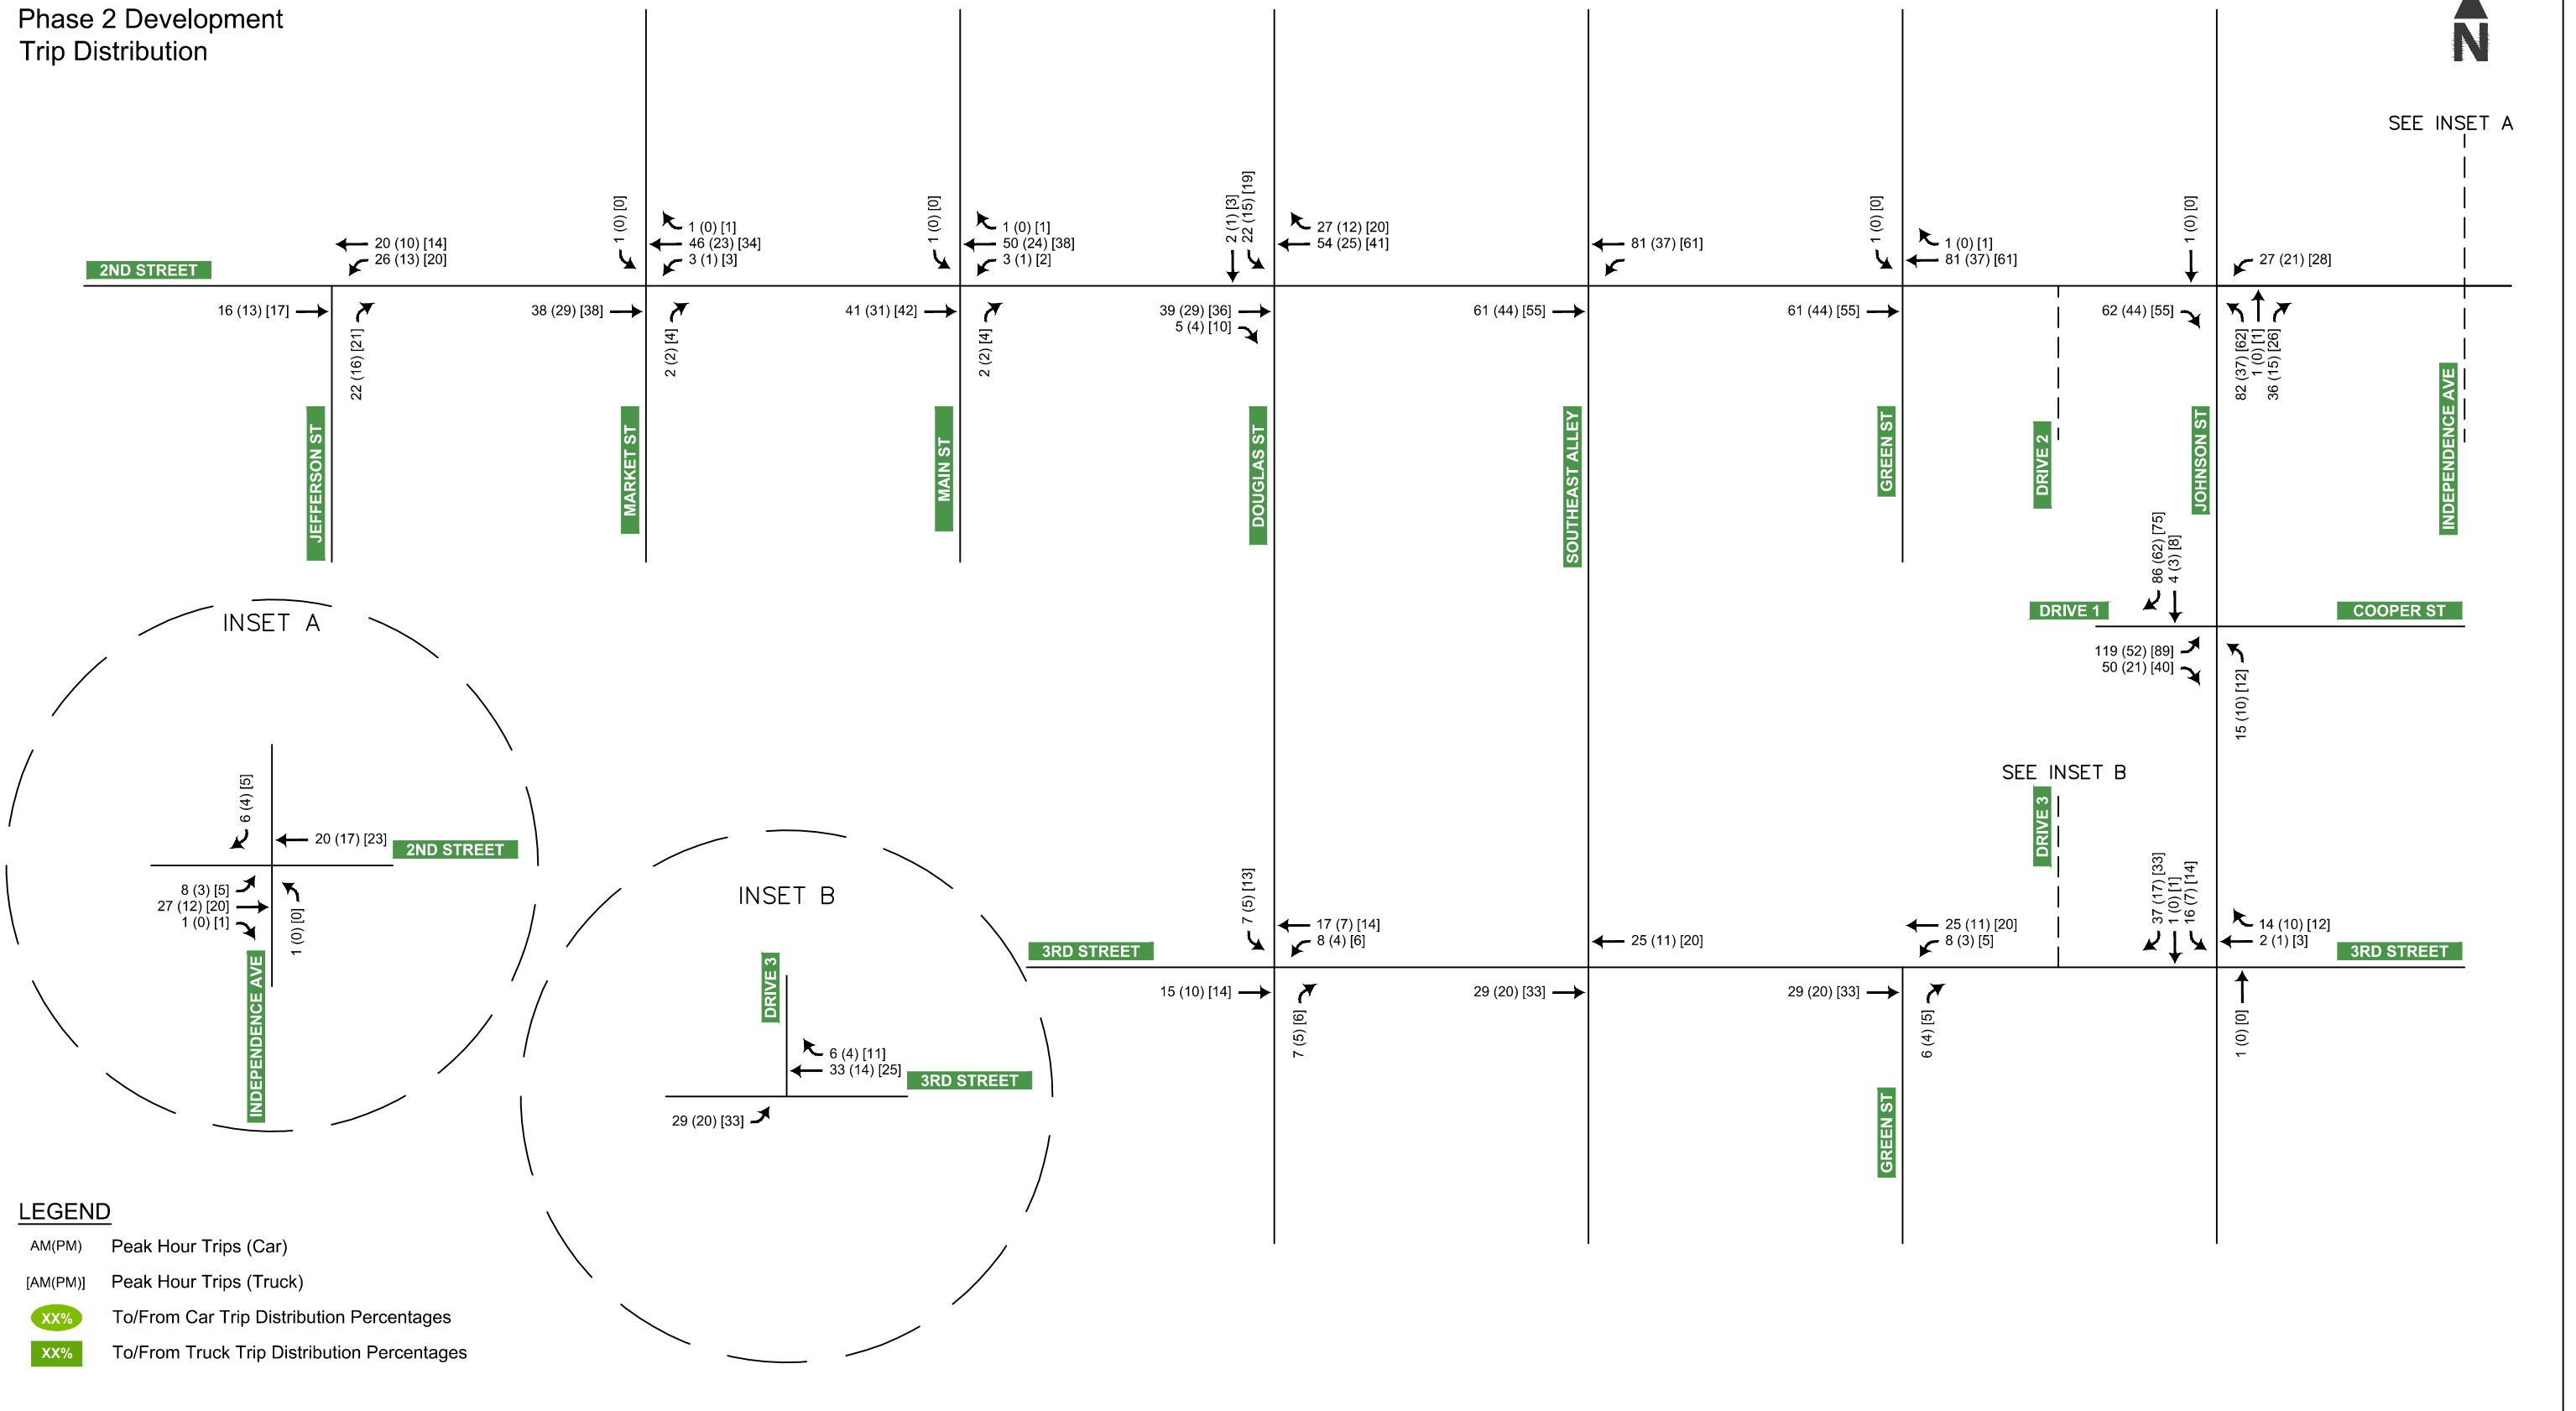 Phase 2 Development
Trip Distribution
N
SEE INSET A
2ND STREET
20 (10) [14]
26 (13) [20]
16 (13) [17]
22 (16) [21]
JEFFERSON ST
1 (0) [0]
1 (0) [1]
46 (23) [34]
3 (1) [3]
38 (29) [38]
2 (2) [4]
MARKET ST
1 (0) [0]
1 (0) [1]
50 (24) [38]
3 (1) [2]
41 (31) [42]
2 (2) [4]
MAIN ST
2 (1) [3]
22 (15) [19]
27 (12) [20]
54 (25) [41]
39 (29) [36]
5 (4) [10]
DOUGLAS ST
81 (37) [61]
61 (44) [55]
SOUTHEAST ALLEY
1 (0) [0]
1 (0) [1]
81 (37) [61]
61 (44) [55]
GREEN ST
DRIVE 2
1 (0) [0]
27 (21) [28]
62 (44) [55]
82 (37) [62]
1 (0) [1]
36 (15) [26]
JOHNSON ST
INDEPENDENCE AVE
86 (62) [75]
4 (3) [8]
DRIVE 1
COOPER ST
119 (52) [89]
50 (21) [40]
15 (10) [12]
INSET A
6 (4) [5]
20 (17) [23]
2ND STREET
8 (3) [5]
27 (12) [20]
1 (0) [1]
1 (0) [0]
INDEPENDENCE AVE
INSET B
DRIVE 3
6 (4) [11]
33 (14) [25]
3RD STREET
29 (20) [33]
SEE INSET B
DRIVE 3
3RD STREET
7 (5) [13]
17 (7) [14]
8 (4) [6]
15 (10) [14]
7 (5) [6]
25 (11) [20]
29 (20) [33]
25 (11) [20]
8 (3) [5]
29 (20) [33]
6 (4) [5]
GREEN ST
37 (17) [33]
1 (0) [1]
16 (7) [14]
14 (10) [12]
2 (1) [3]
3RD STREET
1 (0) [0]
LEGEND
AM(PM) Peak Hour Trips (Car)
[AM(PM)] Peak Hour Trips (Truck)
XX% To/From Car Trip Distribution Percentages
XX% To/From Truck Trip Distribution Percentages